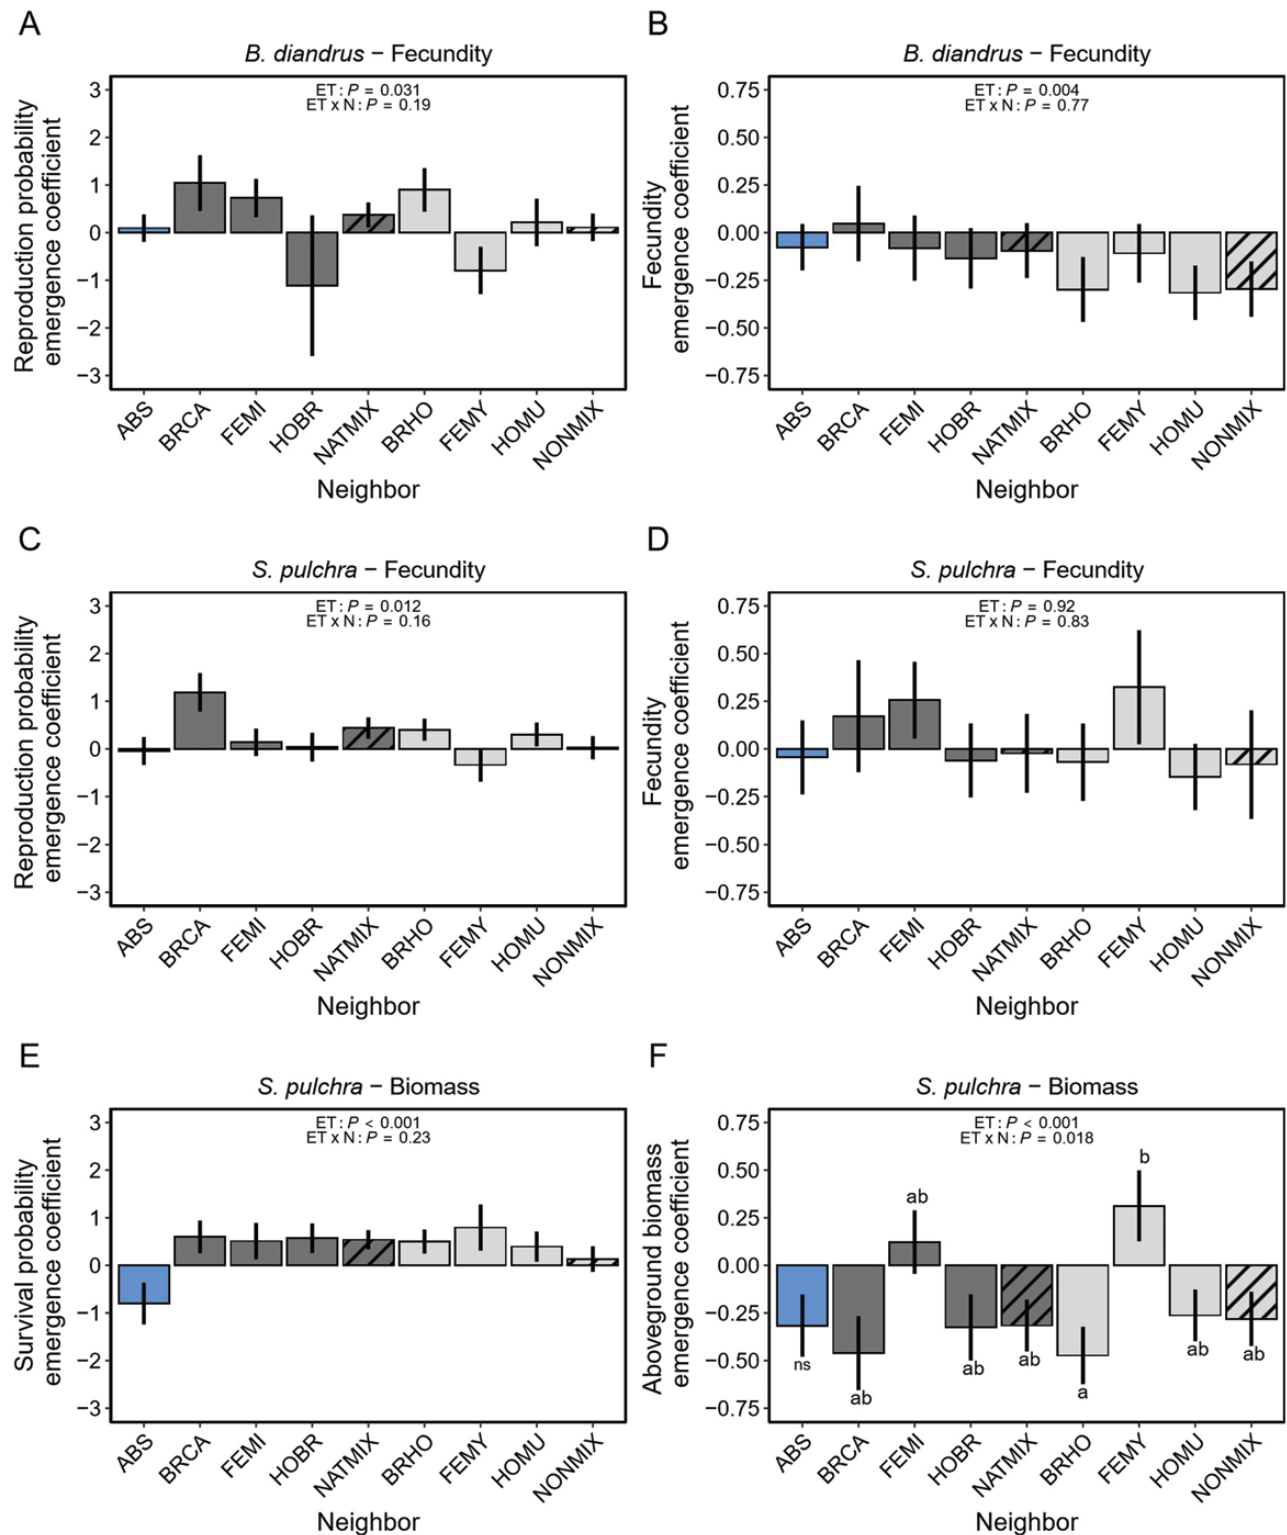 A
B. diandrus − Fecundity
ET: P = 0.031
ET x N: P = 0.19
Reproduction probability
emergence coefficient
3
2
1
0
−1
−2
−3
ABS
BRCA
FEMI
HOBR
NATMIX
BRHO
FEMY
HOMU
NONMIX
Neighbor
B
B. diandrus − Fecundity
ET: P = 0.004
ET x N: P = 0.77
Fecundity
emergence coefficient
0.75
0.50
0.25
0.00
−0.25
−0.50
−0.75
ABS
BRCA
FEMI
HOBR
NATMIX
BRHO
FEMY
HOMU
NONMIX
Neighbor
C
S. pulchra − Fecundity
ET: P = 0.012
ET x N: P = 0.16
Reproduction probability
emergence coefficient
3
2
1
0
−1
−2
−3
ABS
BRCA
FEMI
HOBR
NATMIX
BRHO
FEMY
HOMU
NONMIX
Neighbor
D
S. pulchra − Fecundity
ET: P = 0.92
ET x N: P = 0.83
Fecundity
emergence coefficient
0.75
0.50
0.25
0.00
−0.25
−0.50
−0.75
ABS
BRCA
FEMI
HOBR
NATMIX
BRHO
FEMY
HOMU
NONMIX
Neighbor
E
S. pulchra − Biomass
ET: P < 0.001
ET x N: P = 0.23
Survival probability
emergence coefficient
3
2
1
0
−1
−2
−3
ABS
BRCA
FEMI
HOBR
NATMIX
BRHO
FEMY
HOMU
NONMIX
Neighbor
F
S. pulchra − Biomass
ET: P < 0.001
ET x N: P = 0.018
Aboveground biomass
emergence coefficient
0.75
0.50
0.25
0.00
−0.25
−0.50
−0.75
ns
ab
ab
ab
ab
a
b
ab
ab
ABS
BRCA
FEMI
HOBR
NATMIX
BRHO
FEMY
HOMU
NONMIX
Neighbor